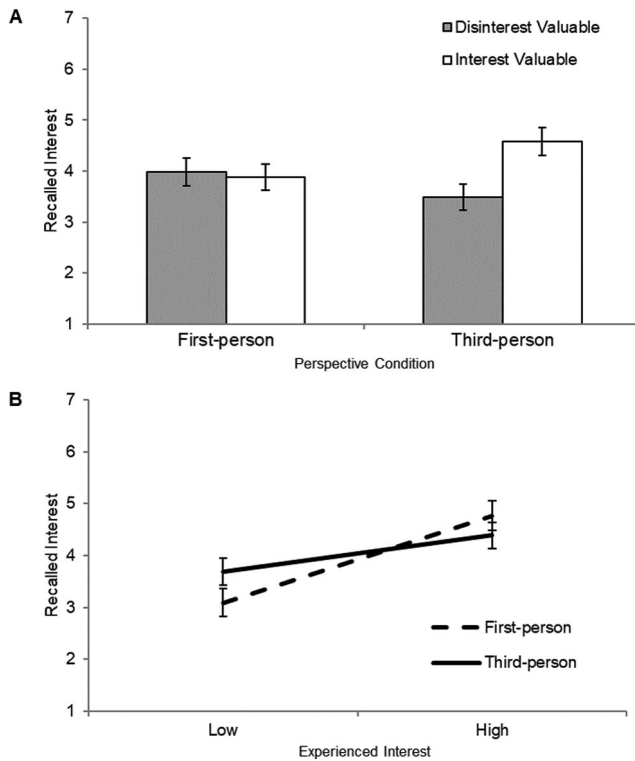 A
7
6
5
4
3
2
1
Recalled Interest
Disinterest Valuable
Interest Valuable
First-person
Third-person
Perspective Condition
B
7
6
5
4
3
2
1
Recalled Interest
First-person
Third-person
Low
High
Experienced Interest